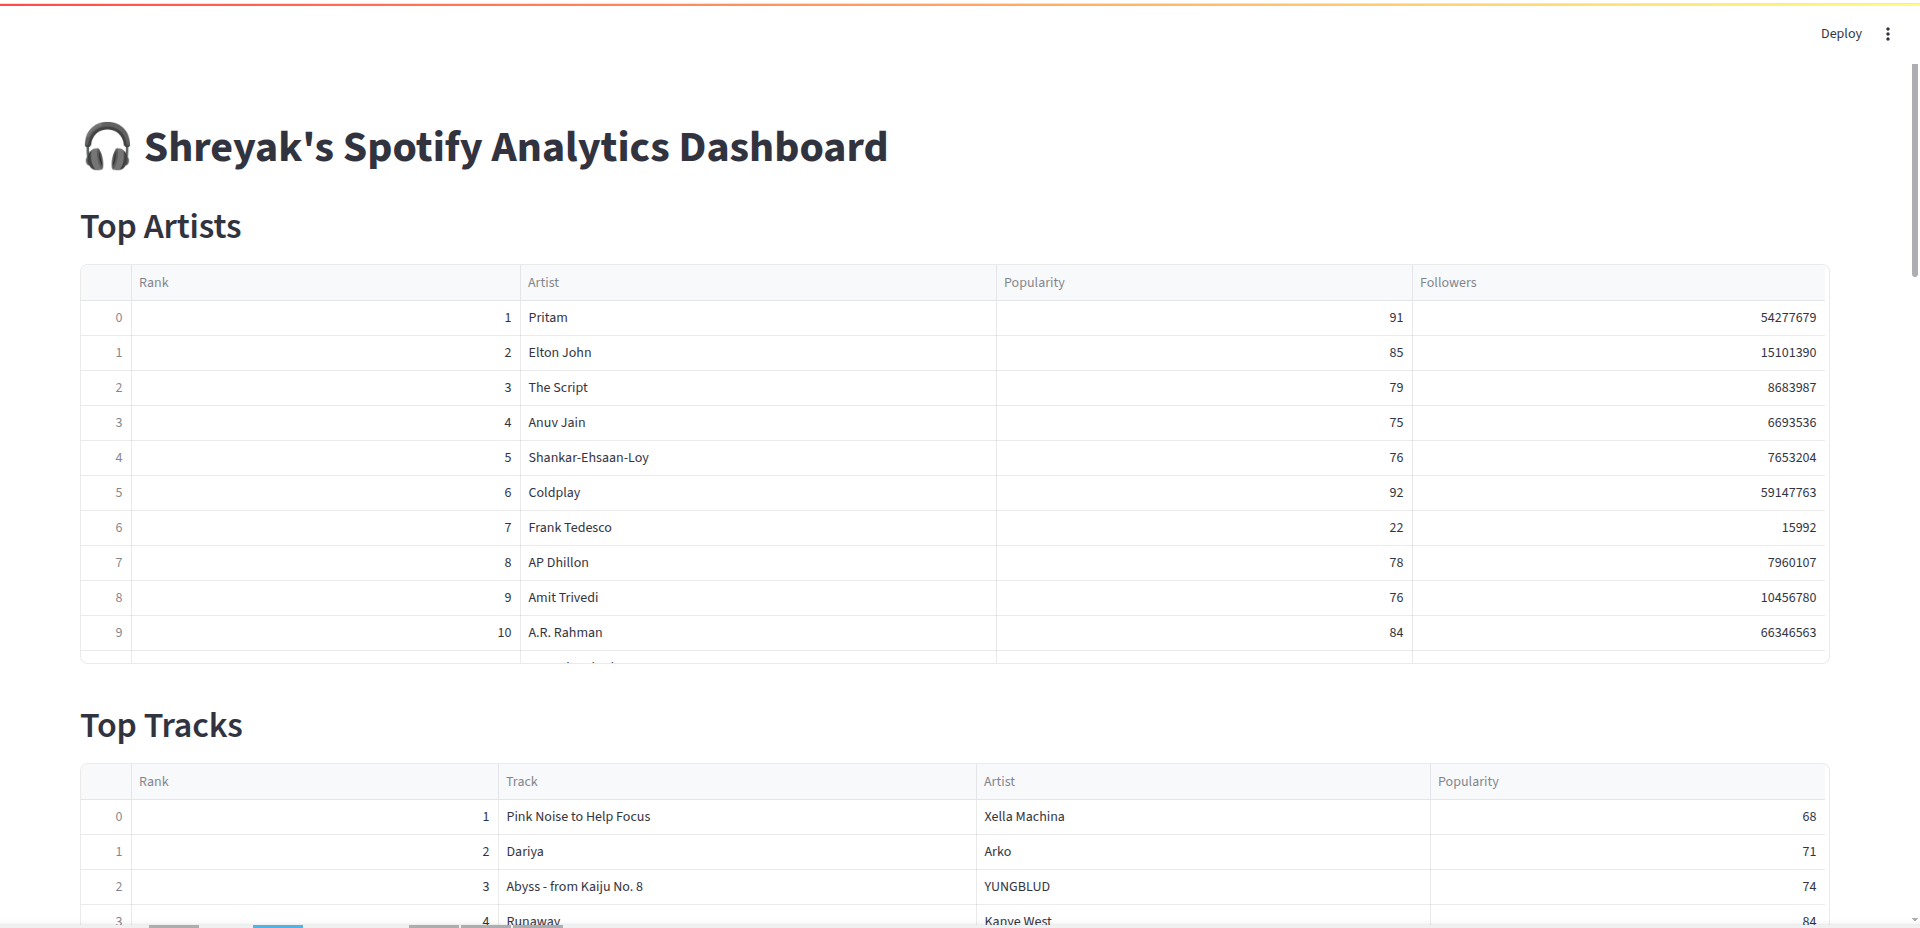 Deploy
🎧 Shreyak's Spotify Analytics Dashboard
Top Artists
Rank Artist Popularity Followers
0 1 Pritam 91 54277679
1 2 Elton John 85 15101390
2 3 The Script 79 8683987
3 4 Anuv Jain 75 6693536
4 5 Shankar-Ehsaan-Loy 76 7653204
5 6 Coldplay 92 59147763
6 7 Frank Tedesco 22 15992
7 8 AP Dhillon 78 7960107
8 9 Amit Trivedi 76 10456780
9 10 A.R. Rahman 84 66346563
Top Tracks
Rank Track Artist Popularity
0 1 Pink Noise to Help Focus Xella Machina 68
1 2 Dariya Arko 71
2 3 Abyss - from Kaiju No. 8 YUNGBLUD 74
3 4 Runaway Kanye West 84